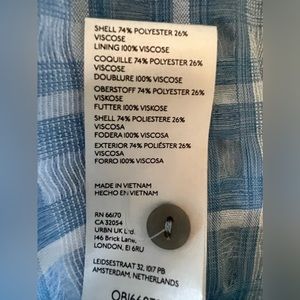 SHELL 74% POLYESTER 26%
VISCOSE
LINING 100% VISCOSE
COQUILLE 74% POLYESTER 26%
VISCOSE
DOUBLURE 100% VISCOSE
OBERSTOFF 74% POLYESTER 26%
VISKOSE
FUTTER 100% VISKOSE
SHELL 74% POLIESTERE 26%
VISCOSA
FODERA 100% VISCOSA
EXTERIOR 74% POLIÉSTER 26%
VISCOSA
FORRO 100% VISCOSA
MADE IN VIETNAM
HECHO EN VIETNAM
RN 66170
CA 32054
URBN UK Ltd.
146 Brick Lane,
LONDON, E1 6RU
LEIDSESTRAAT 32, 1017 PB
AMSTERDAM, NETHERLANDS